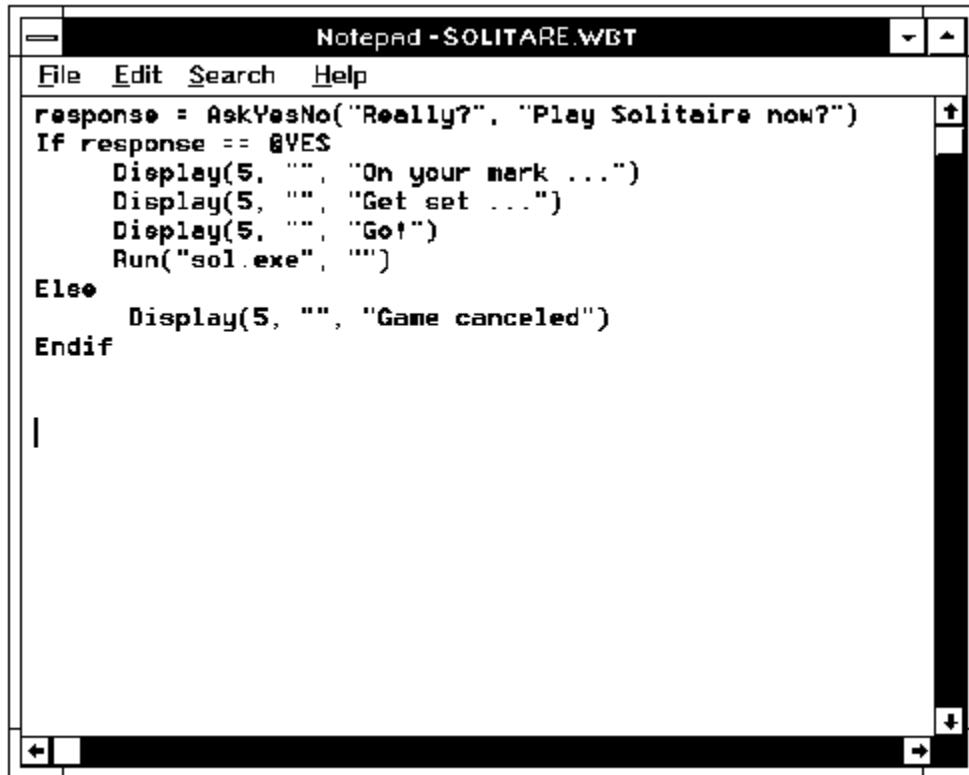 Notepad - SOLITARE.WBT
File Edit Search Help
response = AskYesNo("Really?", "Play Solitaire now?")
If response == @YES
Display(5, "", "On your mark ...")
Display(5, "", "Get set ...")
Display(5, "", "Go!")
Run("sol.exe", "")
Else
Display(5, "", "Game canceled")
Endif